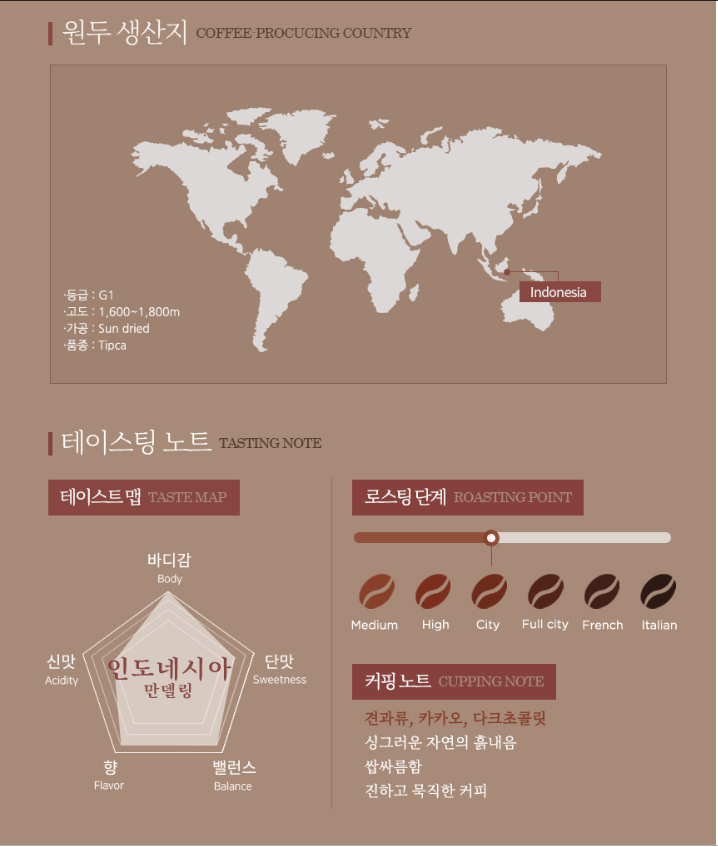 원두 생산지 COFFEE-PROCUCING COUNTRY
Indonesia
·등급 : G1
·고도 : 1,600~1,800m
·가공 : Sun dried
·품종 : Tipca
테이스팅 노트 TASTING NOTE
테이스트 맵 TASTE MAP
바디감
Body
신맛
Acidity
단맛
Sweetness
인도네시아
만델링
향
Flavor
밸런스
Balance
로스팅 단계 ROASTING POINT
Medium High City Full city French Italian
커핑 노트 CUPPING NOTE
견과류, 카카오, 다크초콜릿
싱그러운 자연의 흙내음
쌉싸름함
진하고 묵직한 커피